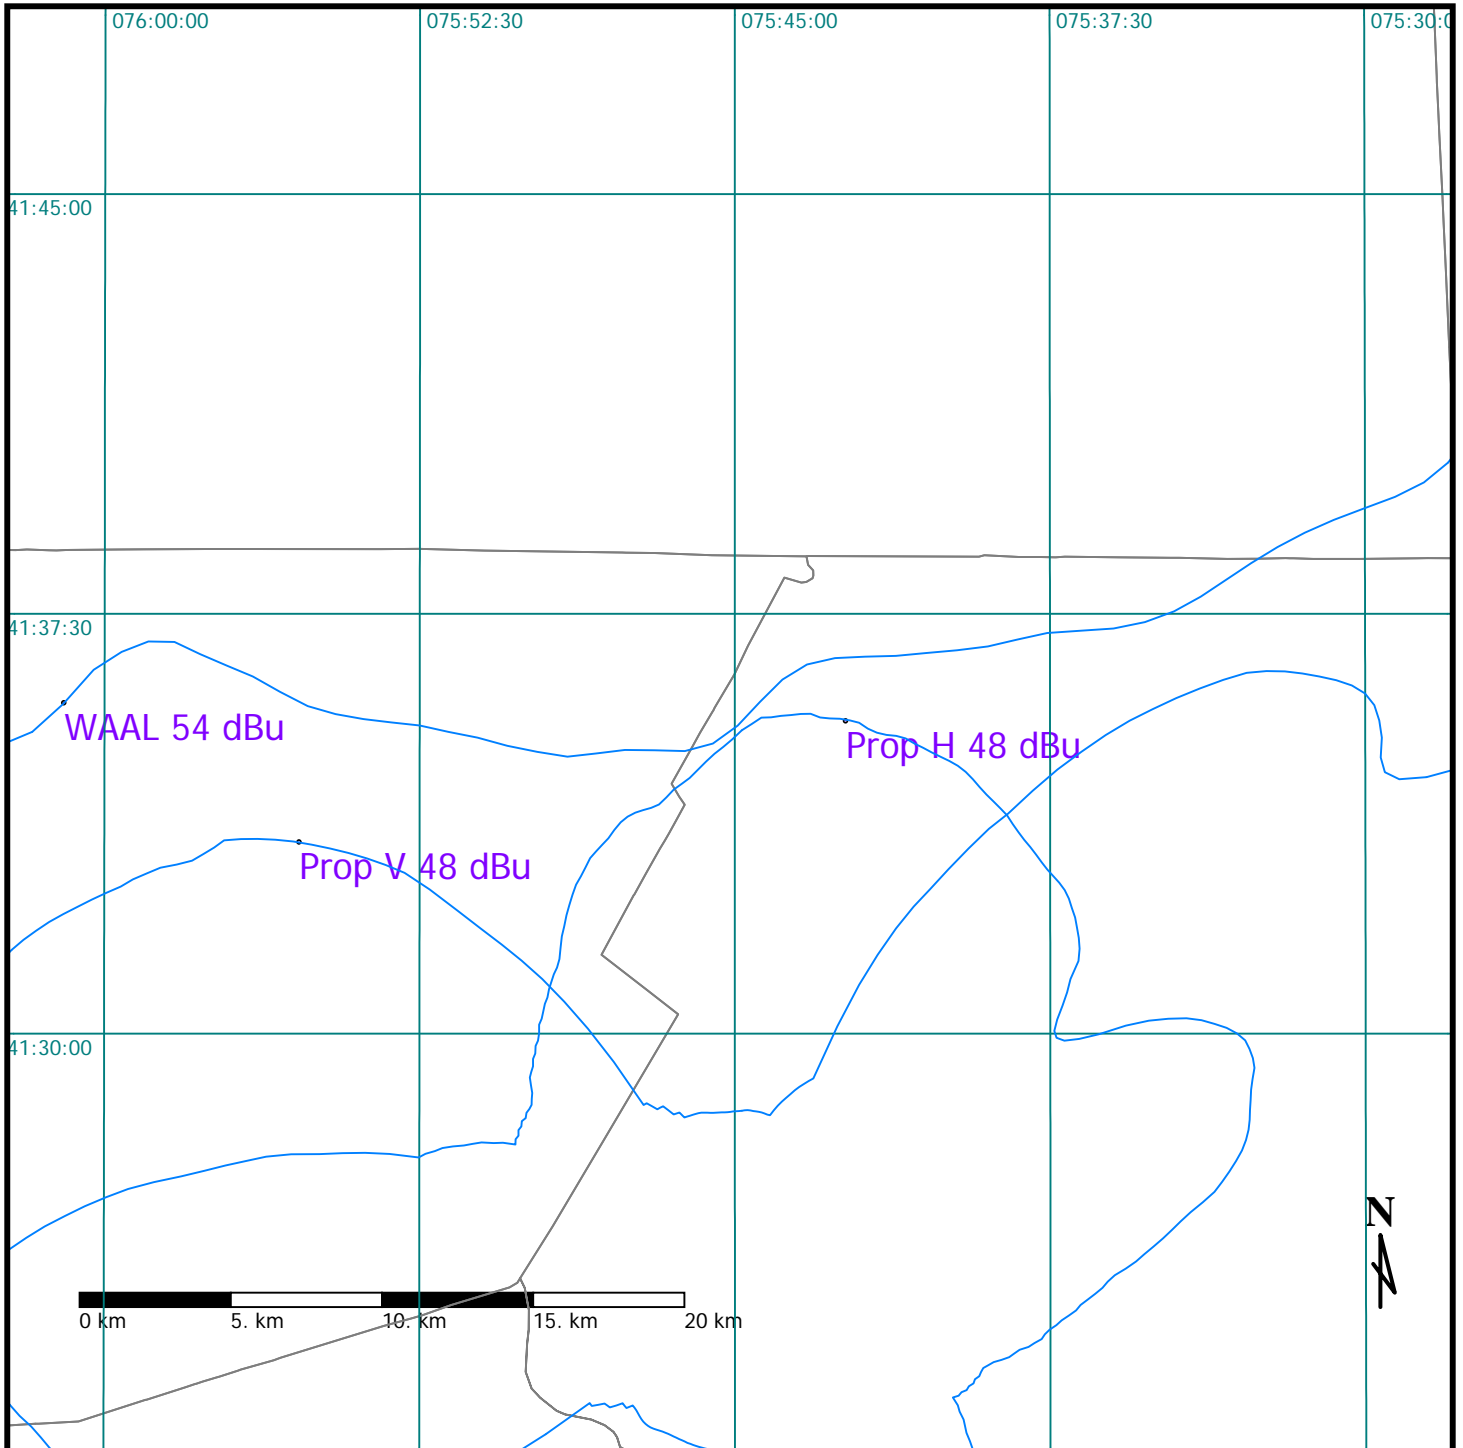 076:00:00
075:52:30
075:45:00
075:37:30
075:30:0
41:45:00
41:37:30
WAAL 54 dBu
Prop H 48 dBu
Prop V 48 dBu
41:30:00
N
0 km
5. km
10. km
15. km
20 km